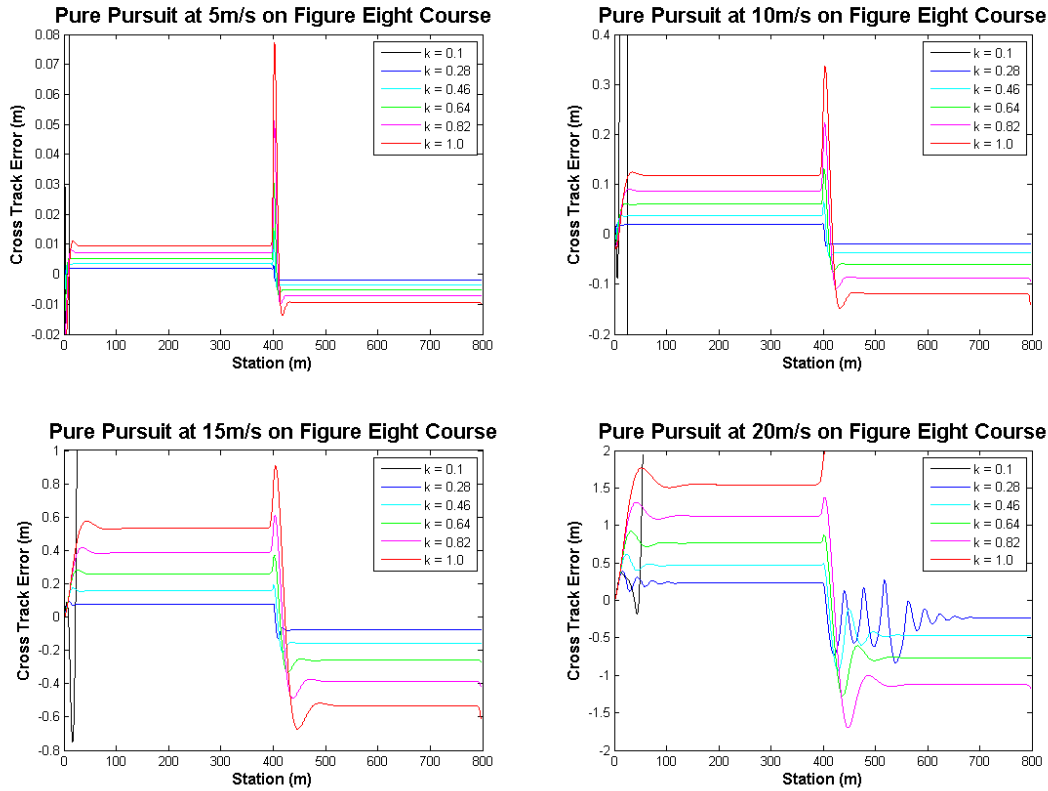 Pure Pursuit at 5m/s on Figure Eight Course
Cross Track Error (m)
0.08
0.07
0.06
0.05
0.04
0.03
0.02
0.01
0
-0.01
-0.02
k = 0.1
k = 0.28
k = 0.46
k = 0.64
k = 0.82
k = 1.0
0 100 200 300 400 500 600 700 800
Station (m)
Pure Pursuit at 10m/s on Figure Eight Course
Cross Track Error (m)
0.4
0.3
0.2
0.1
0
-0.1
-0.2
k = 0.1
k = 0.28
k = 0.46
k = 0.64
k = 0.82
k = 1.0
0 100 200 300 400 500 600 700 800
Station (m)
Pure Pursuit at 15m/s on Figure Eight Course
Cross Track Error (m)
1
0.8
0.6
0.4
0.2
0
-0.2
-0.4
-0.6
-0.8
k = 0.1
k = 0.28
k = 0.46
k = 0.64
k = 0.82
k = 1.0
0 100 200 300 400 500 600 700 800
Station (m)
Pure Pursuit at 20m/s on Figure Eight Course
Cross Track Error (m)
2
1.5
1
0.5
0
-0.5
-1
-1.5
-2
k = 0.1
k = 0.28
k = 0.46
k = 0.64
k = 0.82
k = 1.0
0 100 200 300 400 500 600 700 800
Station (m)